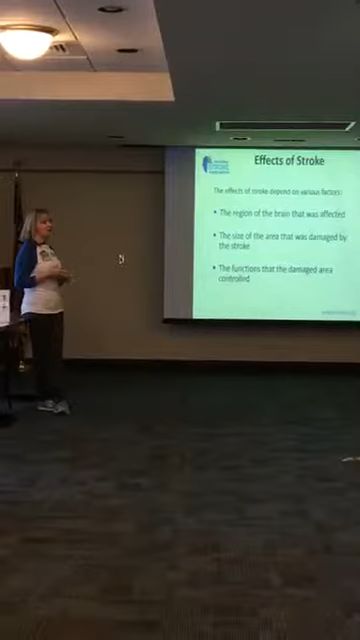 STROKE
Effects of Stroke
The effects of stroke depend on various factors:
• The region of the brain that was affected
• The size of the area that was damaged by
the stroke
• The functions that the damaged area
controlled